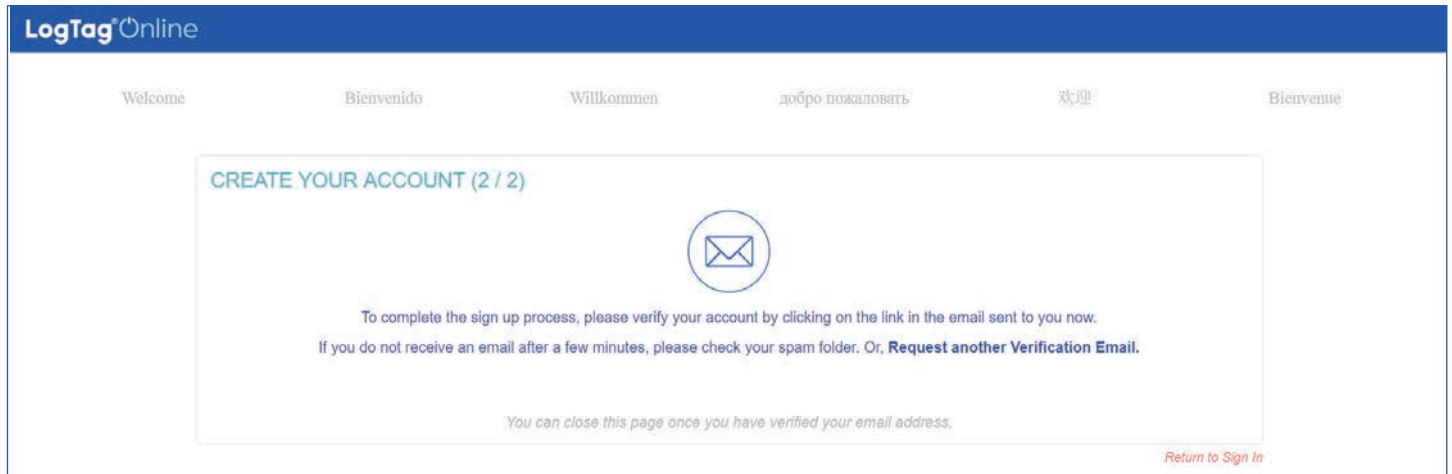 LogTag® Online
Welcome Bienvenido Willkommen добро пожаловать 欢迎 Bienvenue
CREATE YOUR ACCOUNT (2 / 2)
To complete the sign up process, please verify your account by clicking on the link in the email sent to you now.
If you do not receive an email after a few minutes, please check your spam folder. Or, Request another Verification Email.
You can close this page once you have verified your email address.
Return to Sign In